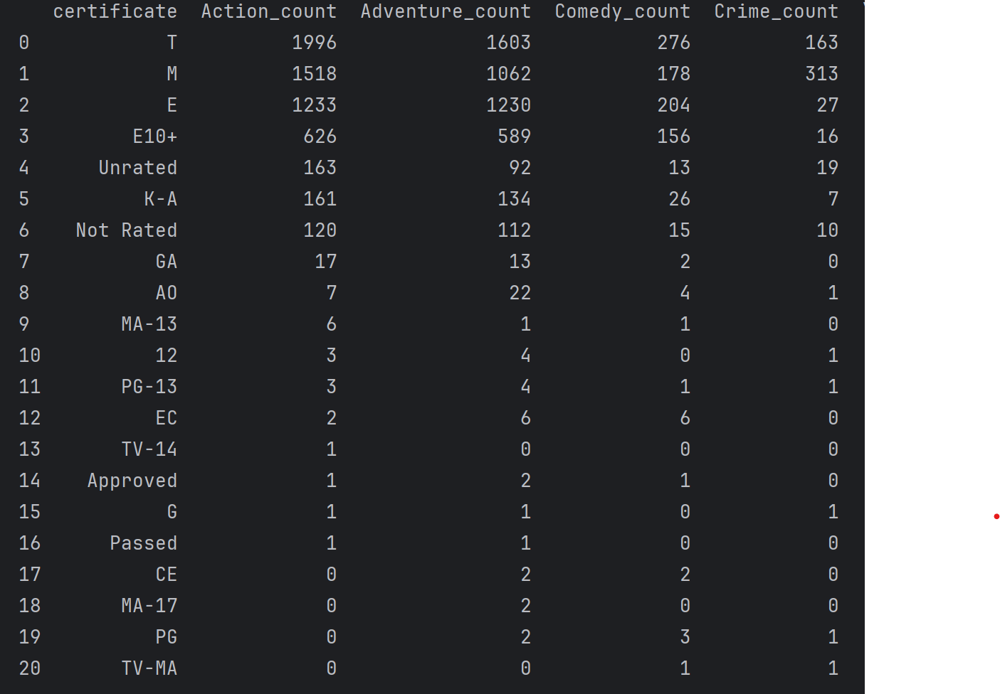 certificate Action_count Adventure_count Comedy_count Crime_count
0 T 1996 1603 276 163
1 M 1518 1062 178 313
2 E 1233 1230 204 27
3 E10+ 626 589 156 16
4 Unrated 163 92 13 19
5 K-A 161 134 26 7
6 Not Rated 120 112 15 10
7 GA 17 13 2 0
8 AO 7 22 4 1
9 MA-13 6 1 1 0
10 12 3 4 0 1
11 PG-13 3 4 1 1
12 EC 2 6 6 0
13 TV-14 1 0 0 0
14 Approved 1 2 1 0
15 G 1 1 0 1
16 Passed 1 1 0 0
17 CE 0 2 2 0
18 MA-17 0 2 0 0
19 PG 0 2 3 1
20 TV-MA 0 0 1 1